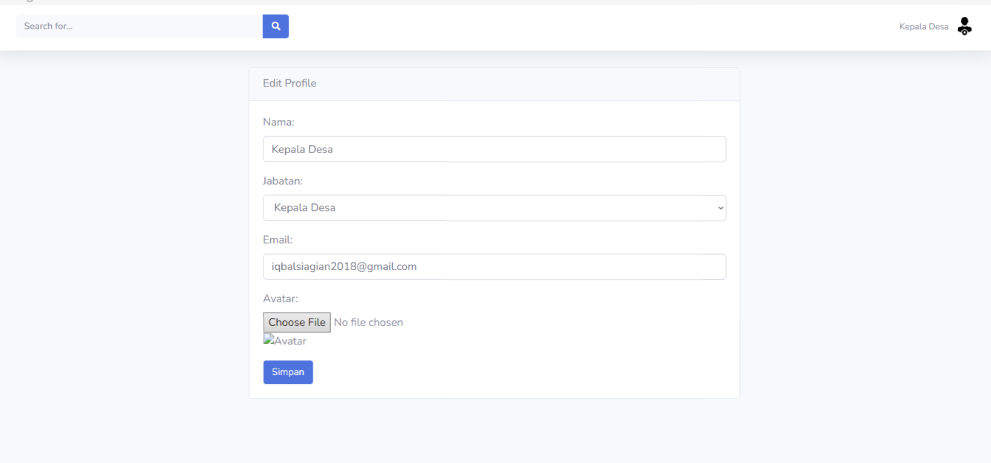 Search for...
Kepala Desa
Edit Profile
Nama:
Kepala Desa
Jabatan:
Kepala Desa
Email:
iqbalsiagian2018@gmail.com
Avatar:
Choose File No file chosen
Avatar
Simpan